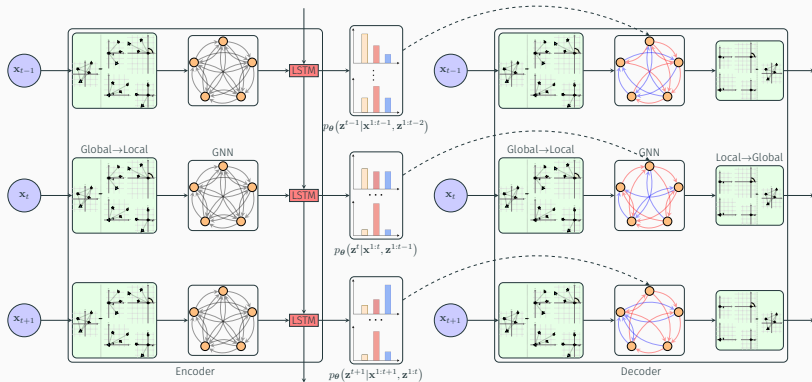 x_{t-1}
LSTM
⋮
p_θ(z^{t-1}|x^{1:t-1}, z^{1:t-2})
x_{t-1}
Global→Local
GNN
Global→Local
GNN
Local→Global
x_t
LSTM
...
p_θ(z^t|x^{1:t}, z^{1:t-1})
x_t
x_{t+1}
LSTM
...
p_θ(z^{t+1}|x^{1:t+1}, z^{1:t})
x_{t+1}
Encoder
Decoder